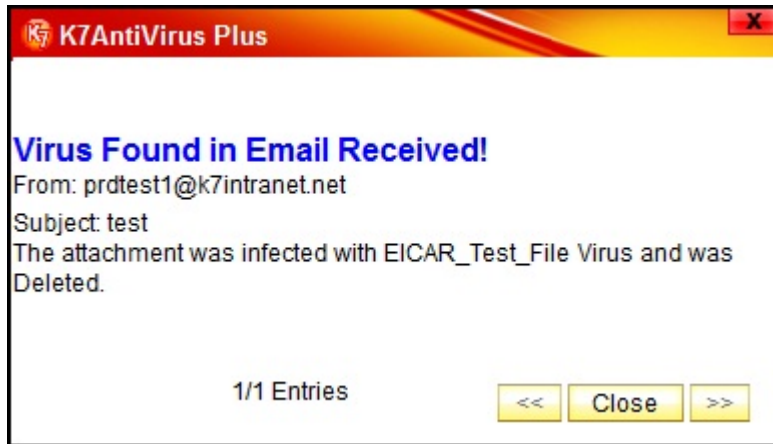 K7 K7AntiVirus Plus X
Virus Found in Email Received!
From: prdtest1@k7intranet.net
Subject: test
The attachment was infected with EICAR_Test_File Virus and was
Deleted.
1/1 Entries << Close >>